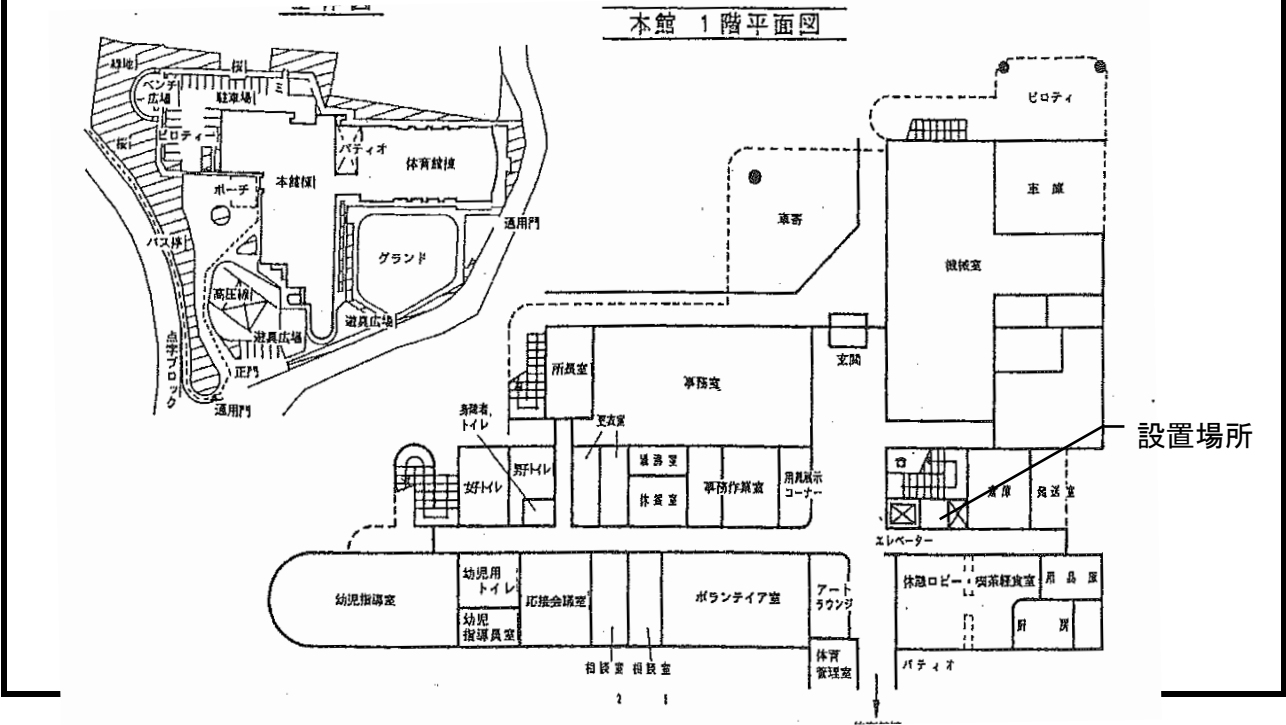 本館 1階平面図
緑地
桜
ベンチ
広場
駐車場
ゴミ
ピロティー
桜
パティオ
体育館棟
本館棟
ポーチ
通用門
バス停
グランド
高圧線
遊具広場
遊具広場
正門
点字ブロック
通用門
ピロティ
車庫
車寄
機械室
玄関
所長室
事務室
身障者
トイレ
更衣室
女子トイレ
男子トイレ
休養室
事務作業室
用具展示
コーナー
設置場所
倉庫
発送室
エレベーター
幼児指導室
幼児用
トイレ
幼児
指導員室
応接会議室
ボランテイア室
アート
ラウンジ
休憩ロビー
喫茶軽食室
用品庫
厨房
相談室
2
相談室
1
体育
管理室
パティオ